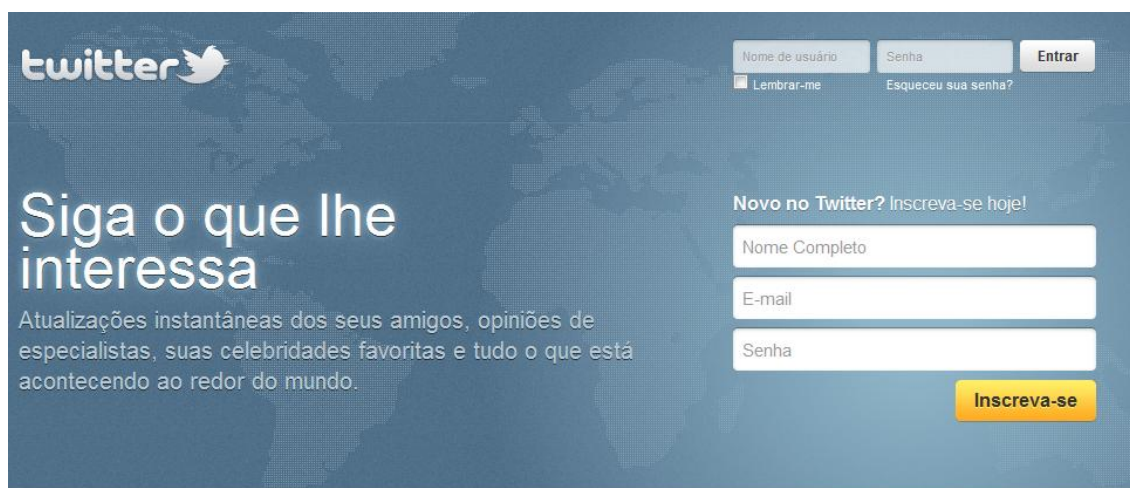 twitter
Nome de usuário
Senha
Entrar
Lembrar-me
Esqueceu sua senha?
Siga o que lhe
interessa
Atualizações instantâneas dos seus amigos, opiniões de
especialistas, suas celebridades favoritas e tudo o que está
acontecendo ao redor do mundo.
Novo no Twitter? Inscreva-se hoje!
Nome Completo
E-mail
Senha
Inscreva-se